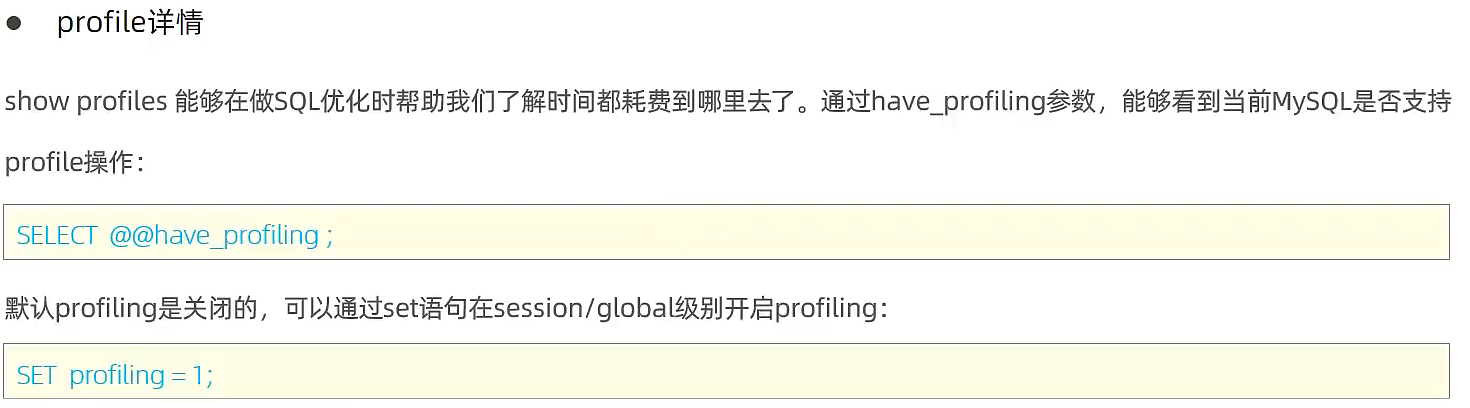 ● profile详情
show profiles 能够在做SQL优化时帮助我们了解时间都耗费到哪里去了。通过have_profiling参数，能够看到当前MySQL是否支持
profile操作：
SELECT @@have_profiling ;
默认profiling是关闭的，可以通过set语句在session/global级别开启profiling：
SET profiling = 1;